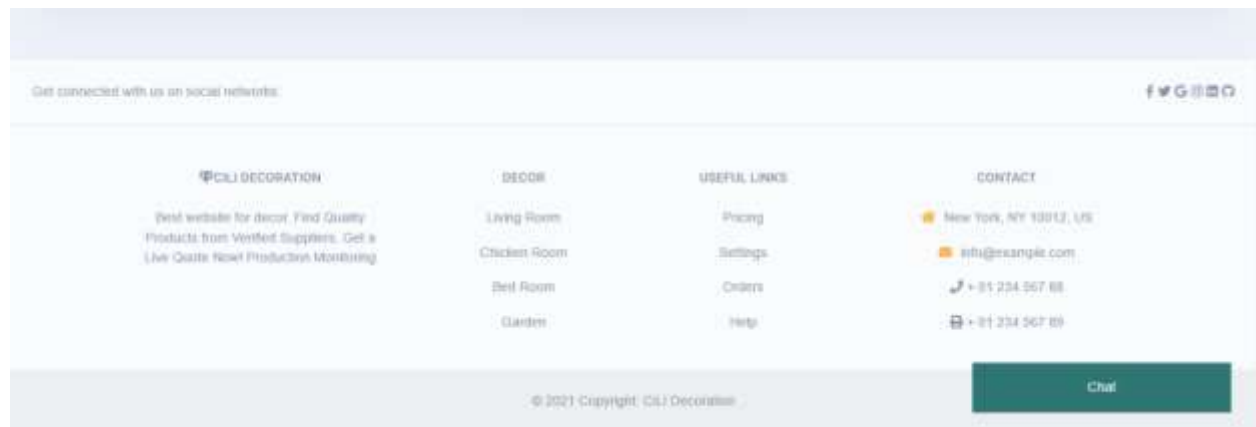 Get connected with us on social networks:
CILI DECORATION
Best website for decor. Find Quality
Products from Verified Suppliers. Get a
Live Quote Now! Production Monitoring
DECOR
Living Room
Chicken Room
Bed Room
Garden
USEFUL LINKS
Pricing
Settings
Orders
Help
CONTACT
New York, NY 10012, US
info@example.com
+ 01 234 567 88
+ 01 234 567 89
© 2021 Copyright: CiLi Decoration
Chat